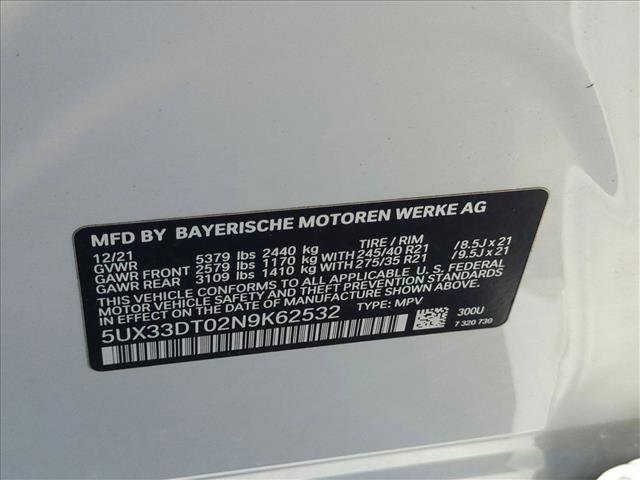 MFD BY BAYERISCHE MOTOREN WERKE AG
12/21 TIRE / RIM
GVWR 5379 lbs 2440 kg
GAWR FRONT 2579 lbs 1170 kg WITH 245/40 R21 /8.5J x 21
GAWR REAR 3109 lbs 1410 kg WITH 275/35 R21 /9.5J x 21
THIS VEHICLE CONFORMS TO ALL APPLICABLE U. S. FEDERAL
MOTOR VEHICLE SAFETY, BUMPER, AND THEFT PREVENTION STANDARDS
IN EFFECT ON THE DATE OF MANUFACTURE SHOWN ABOVE.
5UX33DT02N9K62532 TYPE: MPV
300U
7 320 730